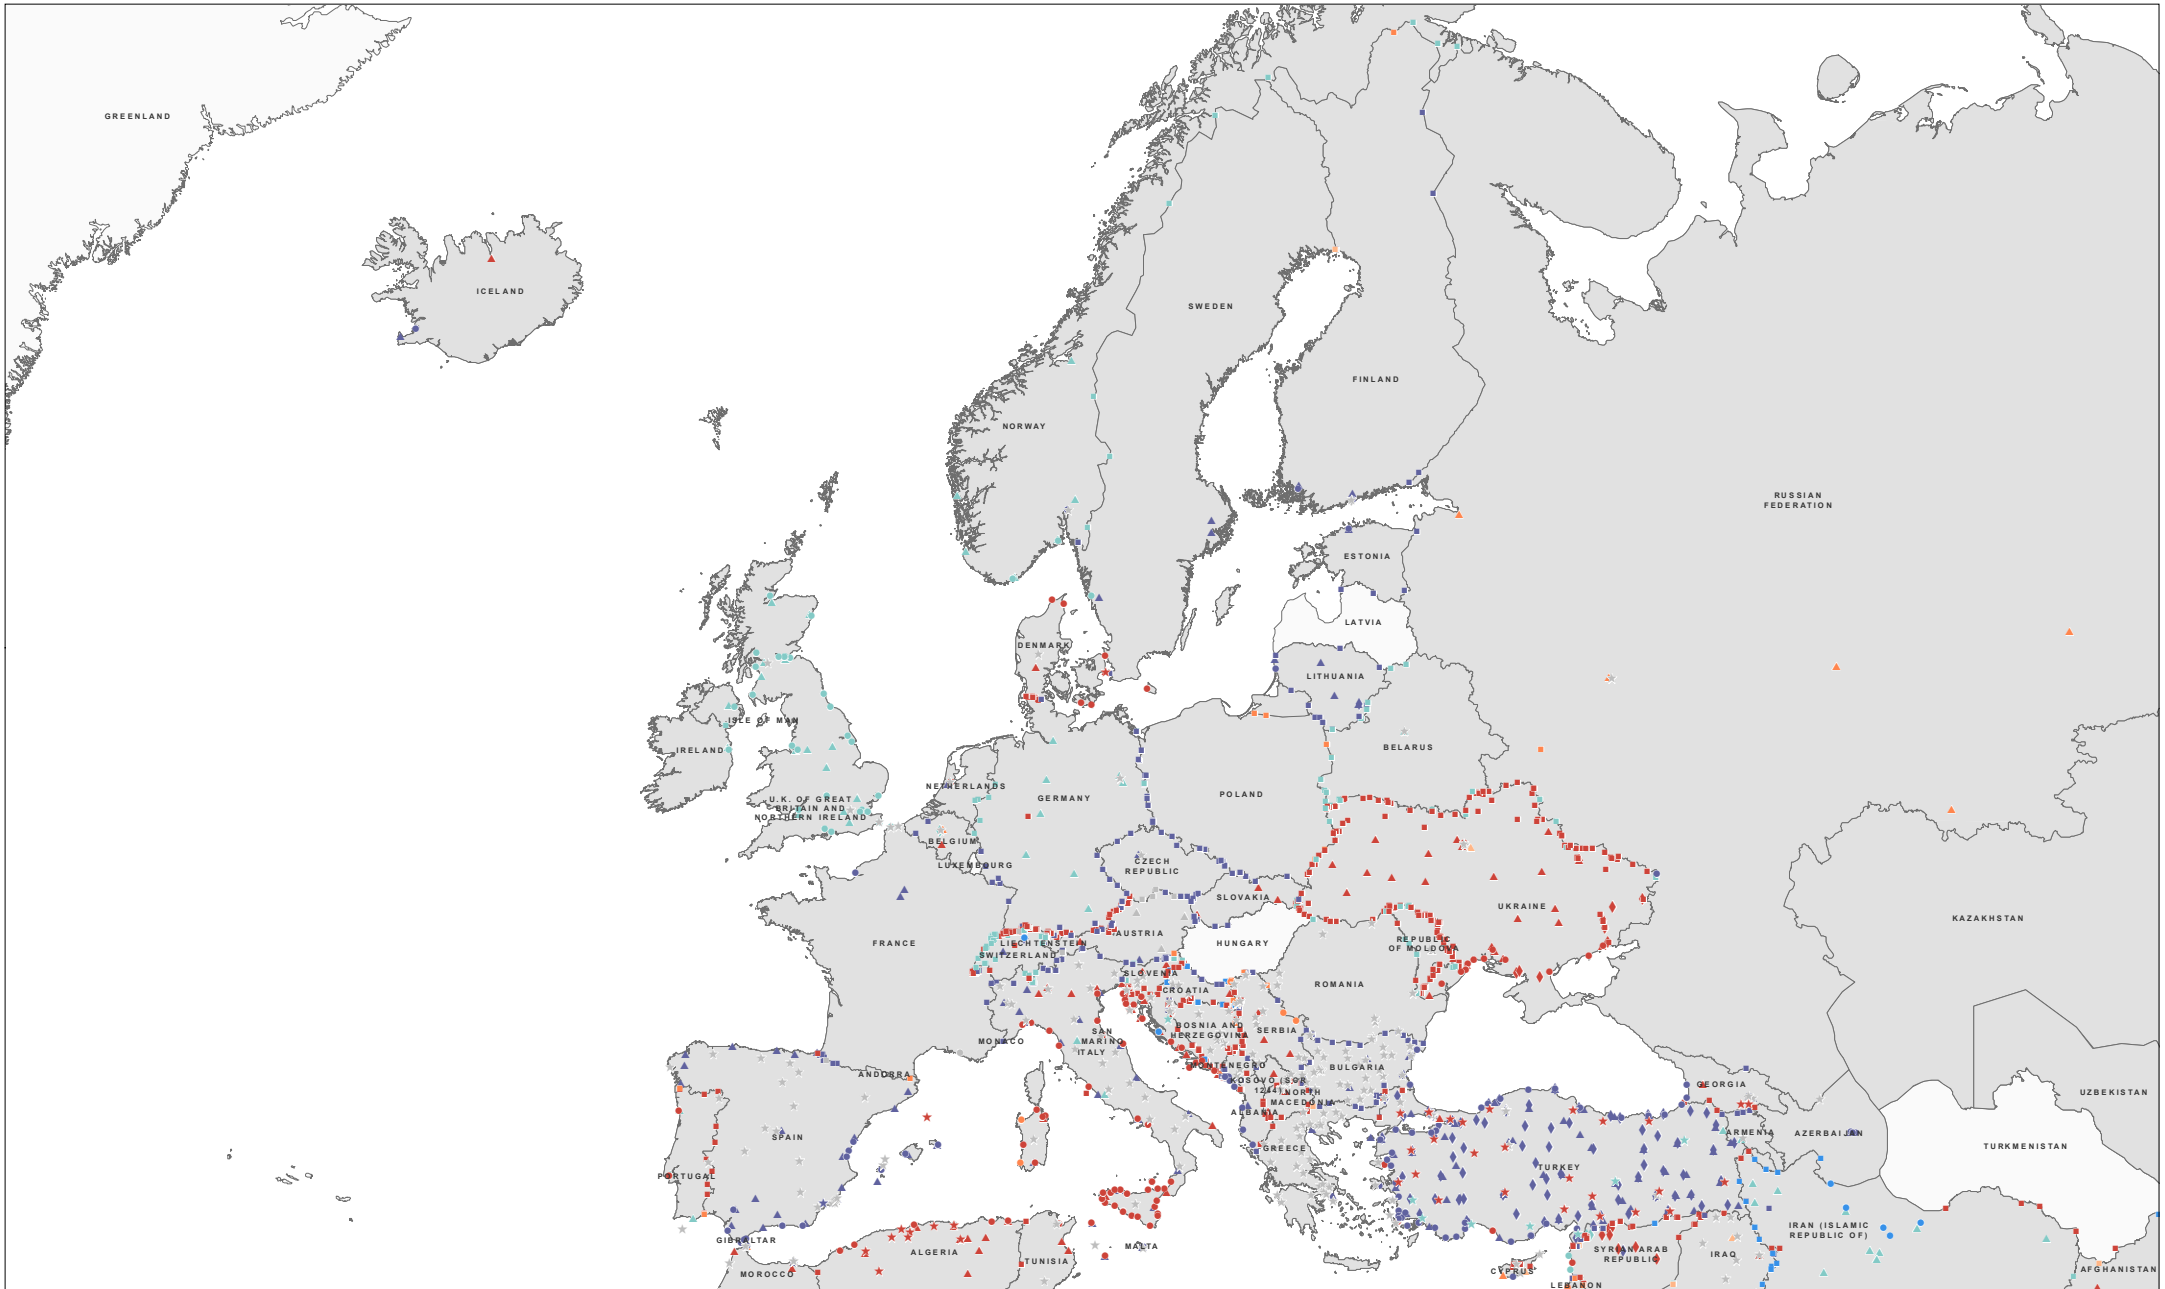 GREENLAND
ICELAND
SWEDEN
FINLAND
NORWAY
RUSSIAN
FEDERATION
ESTONIA
LATVIA
DENMARK
LITHUANIA
ISLE OF MAN
IRELAND
BELARUS
NETHERLANDS
U.K. OF GREAT
BRITAIN AND
NORTHERN IRELAND
GERMANY
POLAND
BELGIUM
LUXEMBOURG
CZECH
REPUBLIC
SLOVAKIA
UKRAINE
KAZAKHSTAN
FRANCE
LIECHTENSTEIN
SWITZERLAND
AUSTRIA
HUNGARY
REPUBLIC
OF MOLDOVA
SLOVENIA
CROATIA
ROMANIA
BOSNIA AND
HERZEGOVINA
SERBIA
SAN
MARINO
MONACO
ITALY
MONTENEGRO
BULGARIA
ANDORRA
KOSOVO (SCR
1244)
NORTH
MACEDONIA
ALBANIA
GEORGIA
UZBEKISTAN
SPAIN
GREECE
TURKEY
ARMENIA
AZERBAIJAN
TURKMENISTAN
PORTUGAL
GIBRALTAR
MALTA
ALGERIA
TUNISIA
MOROCCO
CYPRUS
SYRIAN ARAB
REPUBLIC
LEBANON
IRAQ
IRAN (ISLAMIC
REPUBLIC OF)
AFGHANISTAN